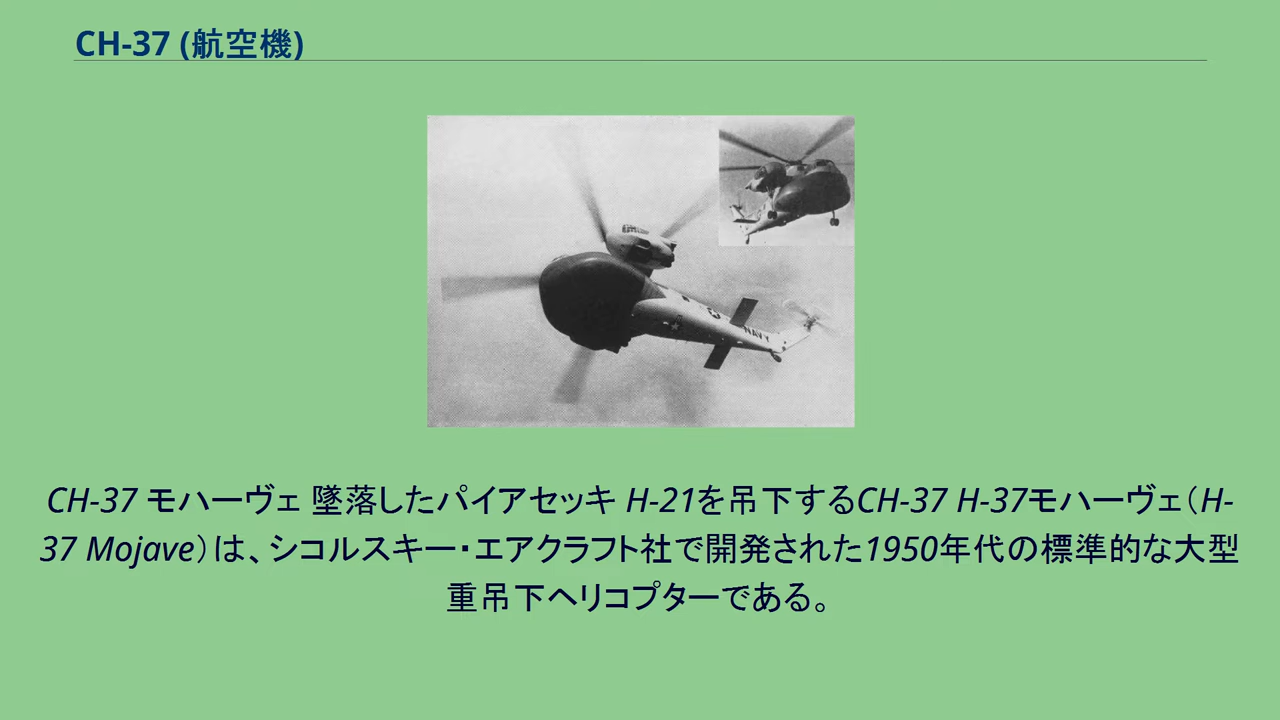 CH-37 (航空機)
NAVY
CH-37 モハーヴェ 墜落したパイアセッキ H-21を吊下するCH-37 H-37モハーヴェ（H-
37 Mojave）は、シコルスキー・エアクラフト社で開発された1950年代の標準的な大型
重吊下ヘリコプターである。